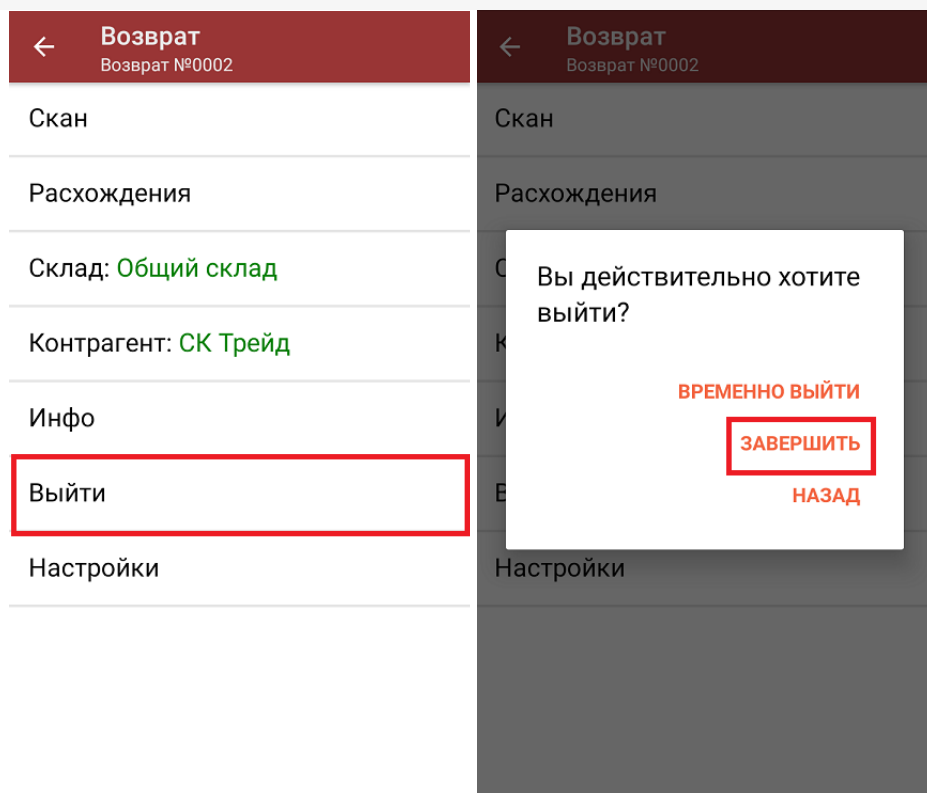 Возврат
Возврат №0002
Скан
Расхождения
Склад: Общий склад
Контрагент: СК Трейд
Инфо
Выйти
Настройки
Возврат
Возврат №0002
Скан
Расхождения
С
Вы действительно хотите
выйти?
К
ВРЕМЕННО ВЫЙТИ
И
ЗАВЕРШИТЬ
В
НАЗАД
Настройки